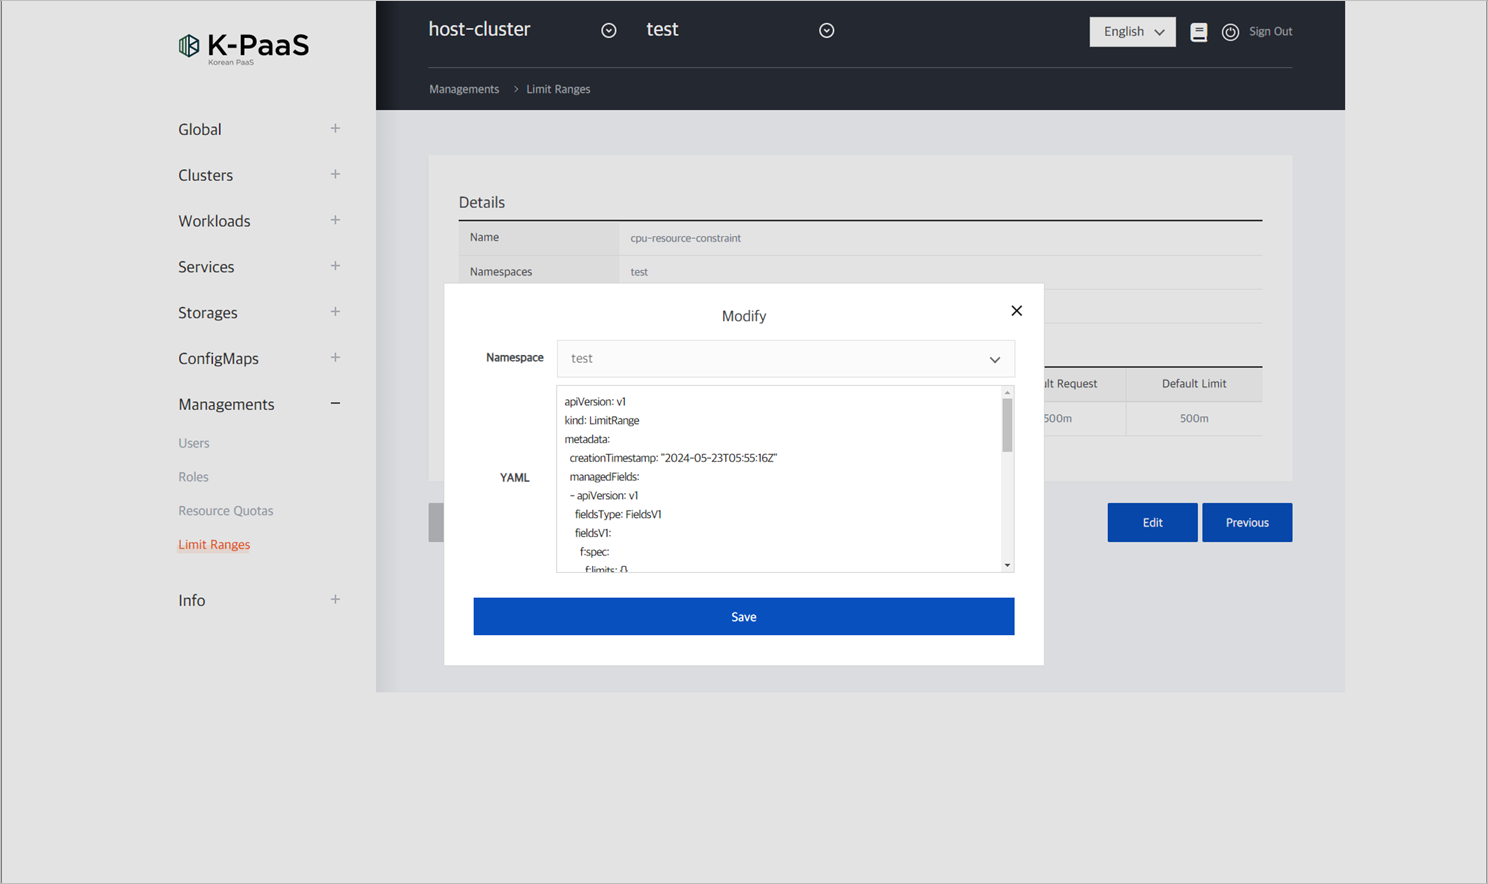 K-PaaS
Korean PaaS
host-cluster
test
English
Sign Out
Managements > Limit Ranges
Global
Clusters
Workloads
Services
Storages
ConfigMaps
Managements
Users
Roles
Resource Quotas
Limit Ranges
Info
Details
Name
cpu-resource-constraint
Namespaces
test
Request
Default Limit
500m
500m
Modify
Namespace
test
YAML
apiVersion: v1
kind: LimitRange
metadata:
creationTimestamp: "2024-05-23T05:55:16Z"
managedFields:
- apiVersion: v1
fieldsType: FieldsV1
fieldsV1:
f:spec:
f:limits: {}
Save
Edit
Previous